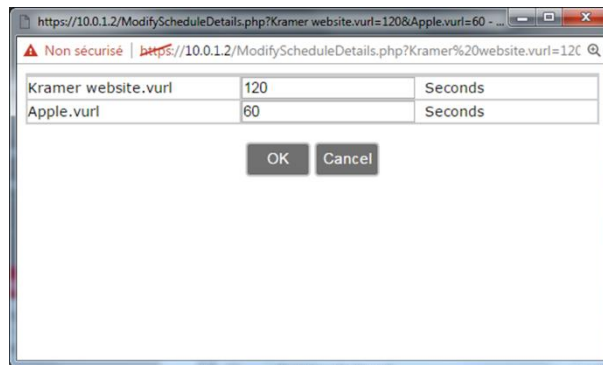 https://10.0.1.2/ModifyScheduleDetails.php?Kramer website.vurl=120&Apple.vurl=60 - ...
Non sécurisé | https://10.0.1.2/ModifyScheduleDetails.php?Kramer%20website.vurl=120
Kramer website.vurl 120 Seconds
Apple.vurl 60 Seconds
OK Cancel